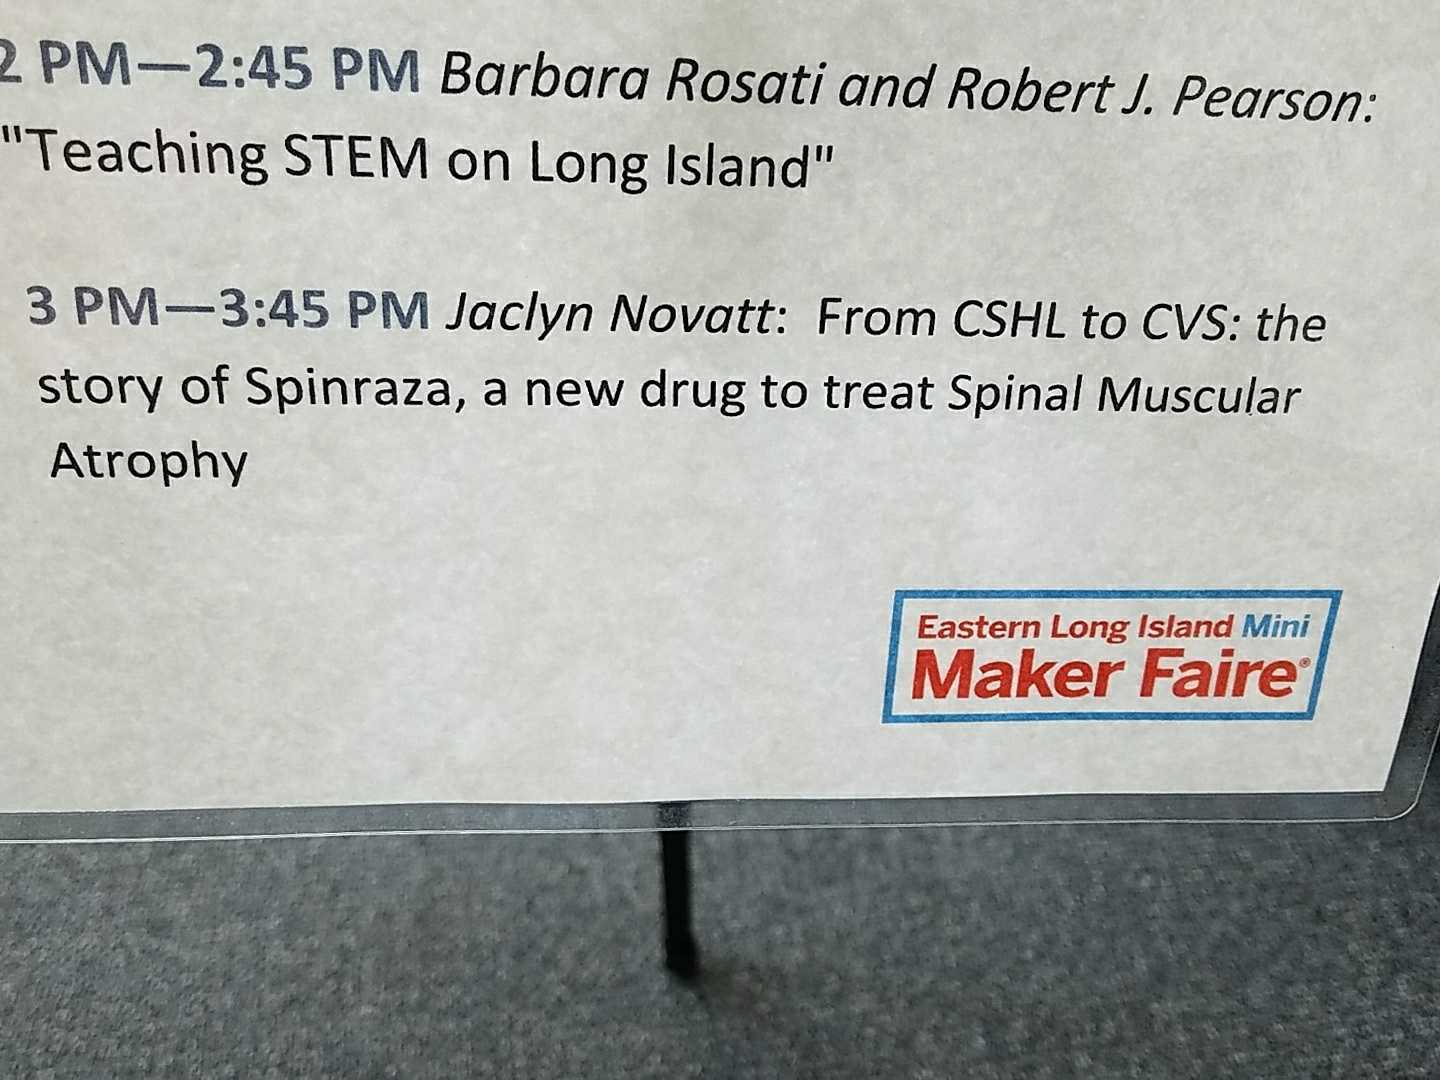 2 PM—2:45 PM Barbara Rosati and Robert J. Pearson:
"Teaching STEM on Long Island"
3 PM—3:45 PM Jaclyn Novatt: From CSHL to CVS: the
story of Spinraza, a new drug to treat Spinal Muscular
Atrophy
Eastern Long Island Mini
Maker Faire®